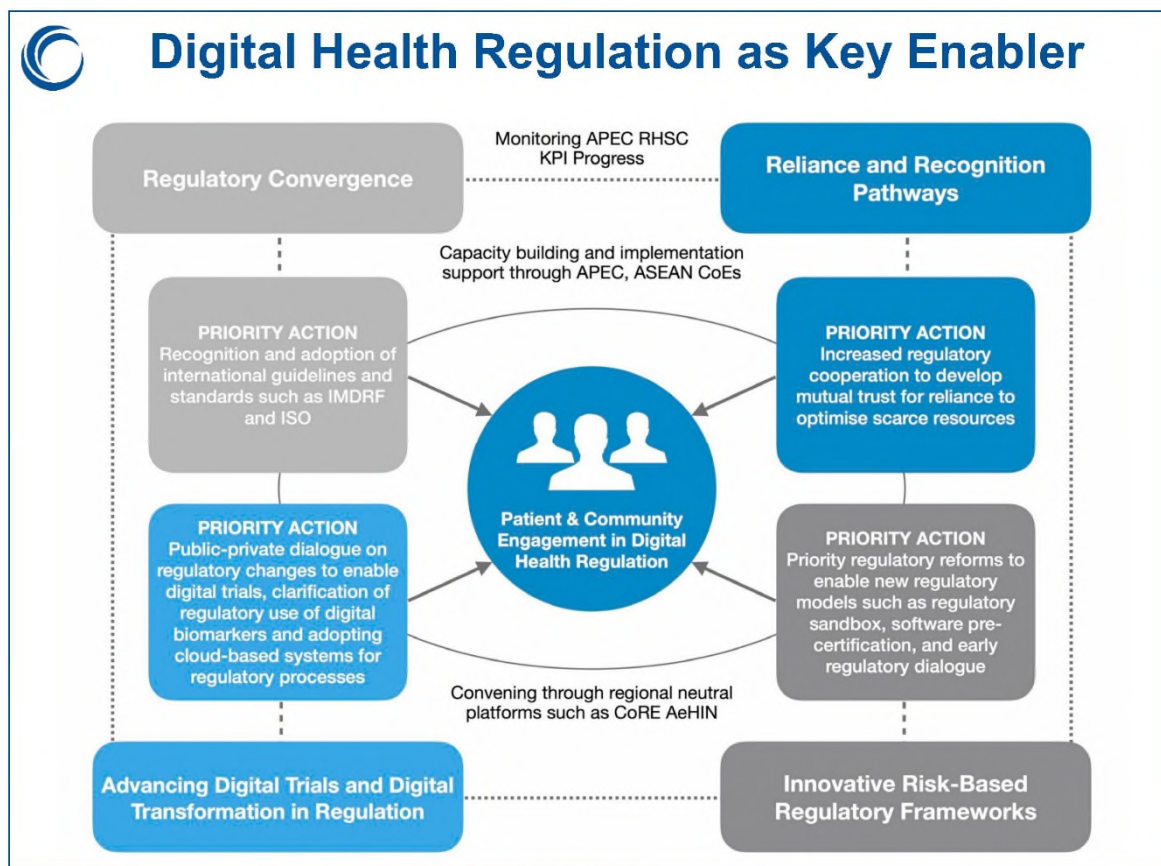 Digital Health Regulation as Key Enabler
Regulatory Convergence
Monitoring APEC RHSC
KPI Progress
Reliance and Recognition
Pathways
Capacity building and implementation
support through APEC, ASEAN CoEs
PRIORITY ACTION
Recognition and adoption of
international guidelines and
standards such as IMDRF
and ISO
PRIORITY ACTION
Increased regulatory
cooperation to develop
mutual trust for reliance to
optimise scarce resources
Patient & Community
Engagement in Digital
Health Regulation
PRIORITY ACTION
Public-private dialogue on
regulatory changes to enable
digital trials, clarification of
regulatory use of digital
biomarkers and adopting
cloud-based systems for
regulatory processes
PRIORITY ACTION
Priority regulatory reforms to
enable new regulatory
models such as regulatory
sandbox, software pre-
certification, and early
regulatory dialogue
Convening through regional neutral
platforms such as CoRE AeHIN
Advancing Digital Trials and Digital
Transformation in Regulation
Innovative Risk-Based
Regulatory Frameworks